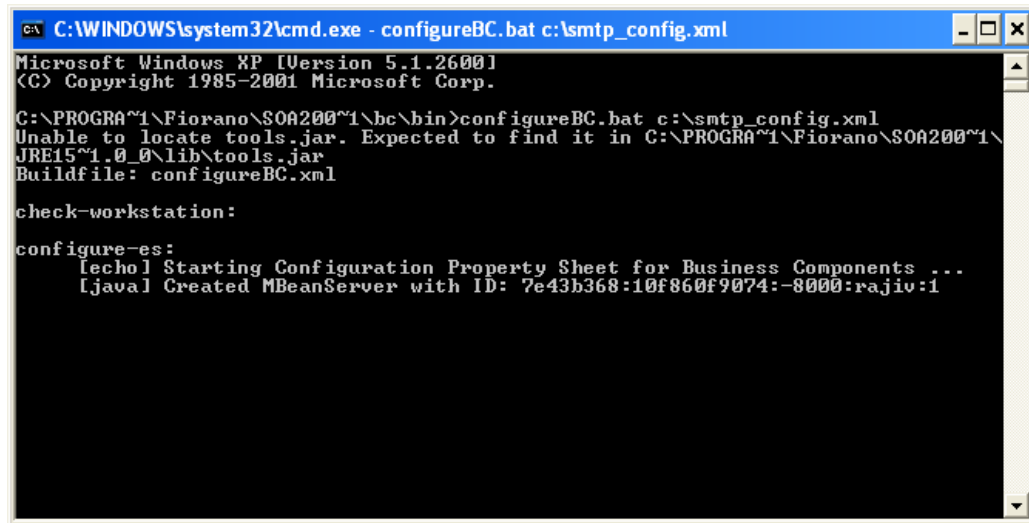 C:\WINDOWS\system32\cmd.exe - configureBC.bat c:\smtp_config.xml
Microsoft Windows XP [Version 5.1.2600]
(C) Copyright 1985-2001 Microsoft Corp.
C:\PROGRA~1\Fiorano\SOA200~1\bc\bin>configureBC.bat c:\smtp_config.xml
Unable to locate tools.jar. Expected to find it in C:\PROGRA~1\Fiorano\SOA200~1\
JRE15~1.0_0\lib\tools.jar
Buildfile: configureBC.xml
check-workstation:
configure-es:
[echo] Starting Configuration Property Sheet for Business Components ...
[java] Created MBeanServer with ID: 7e43b368:10f860f9074:-8000:rajiv:1